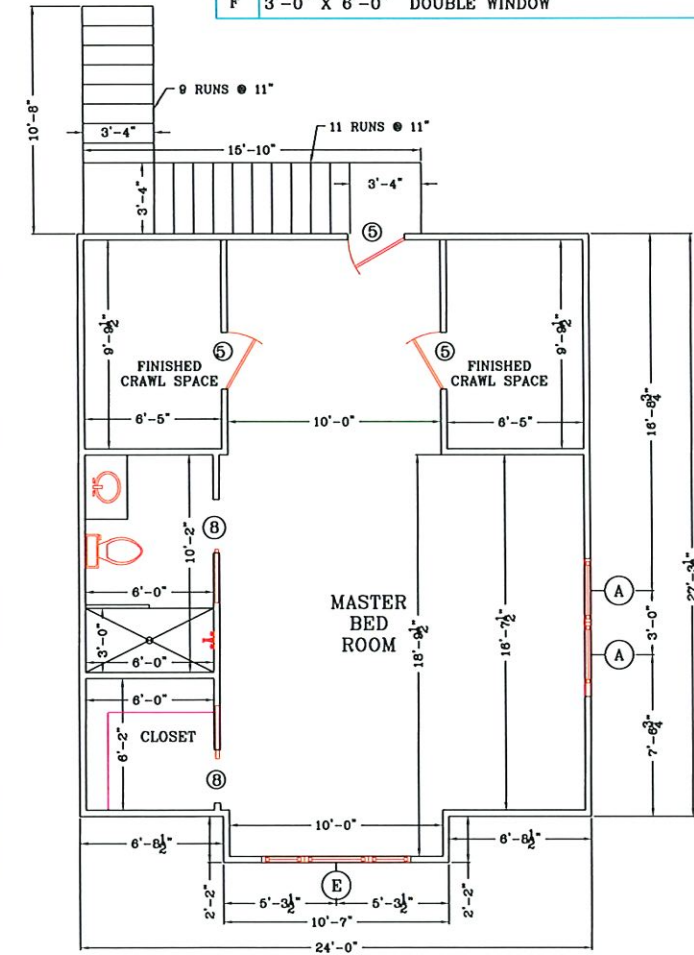 F 3'-0" X 6'-0" DOUBLE WINDOW
9 RUNS @ 11"
10'-8"
3'-4"
11 RUNS @ 11"
15'-10"
3'-4"
3'-4"
5
9'-9½"
5
5
9'-9½"
FINISHED
CRAWL SPACE
FINISHED
CRAWL SPACE
16'-8¾"
6'-5"
10'-0"
6'-5"
8
10'-2"
27'-3½"
6'-0"
A
MASTER
BED
ROOM
18'-9½"
16'-7½"
3'-0"
3'-0"
6'-0"
A
6'-0"
CLOSET
6'-2"
7'-6¾"
8
10'-0"
6'-8½"
6'-8½"
E
2'-2"
5'-3½"
5'-3½"
2'-2"
10'-7"
24'-0"